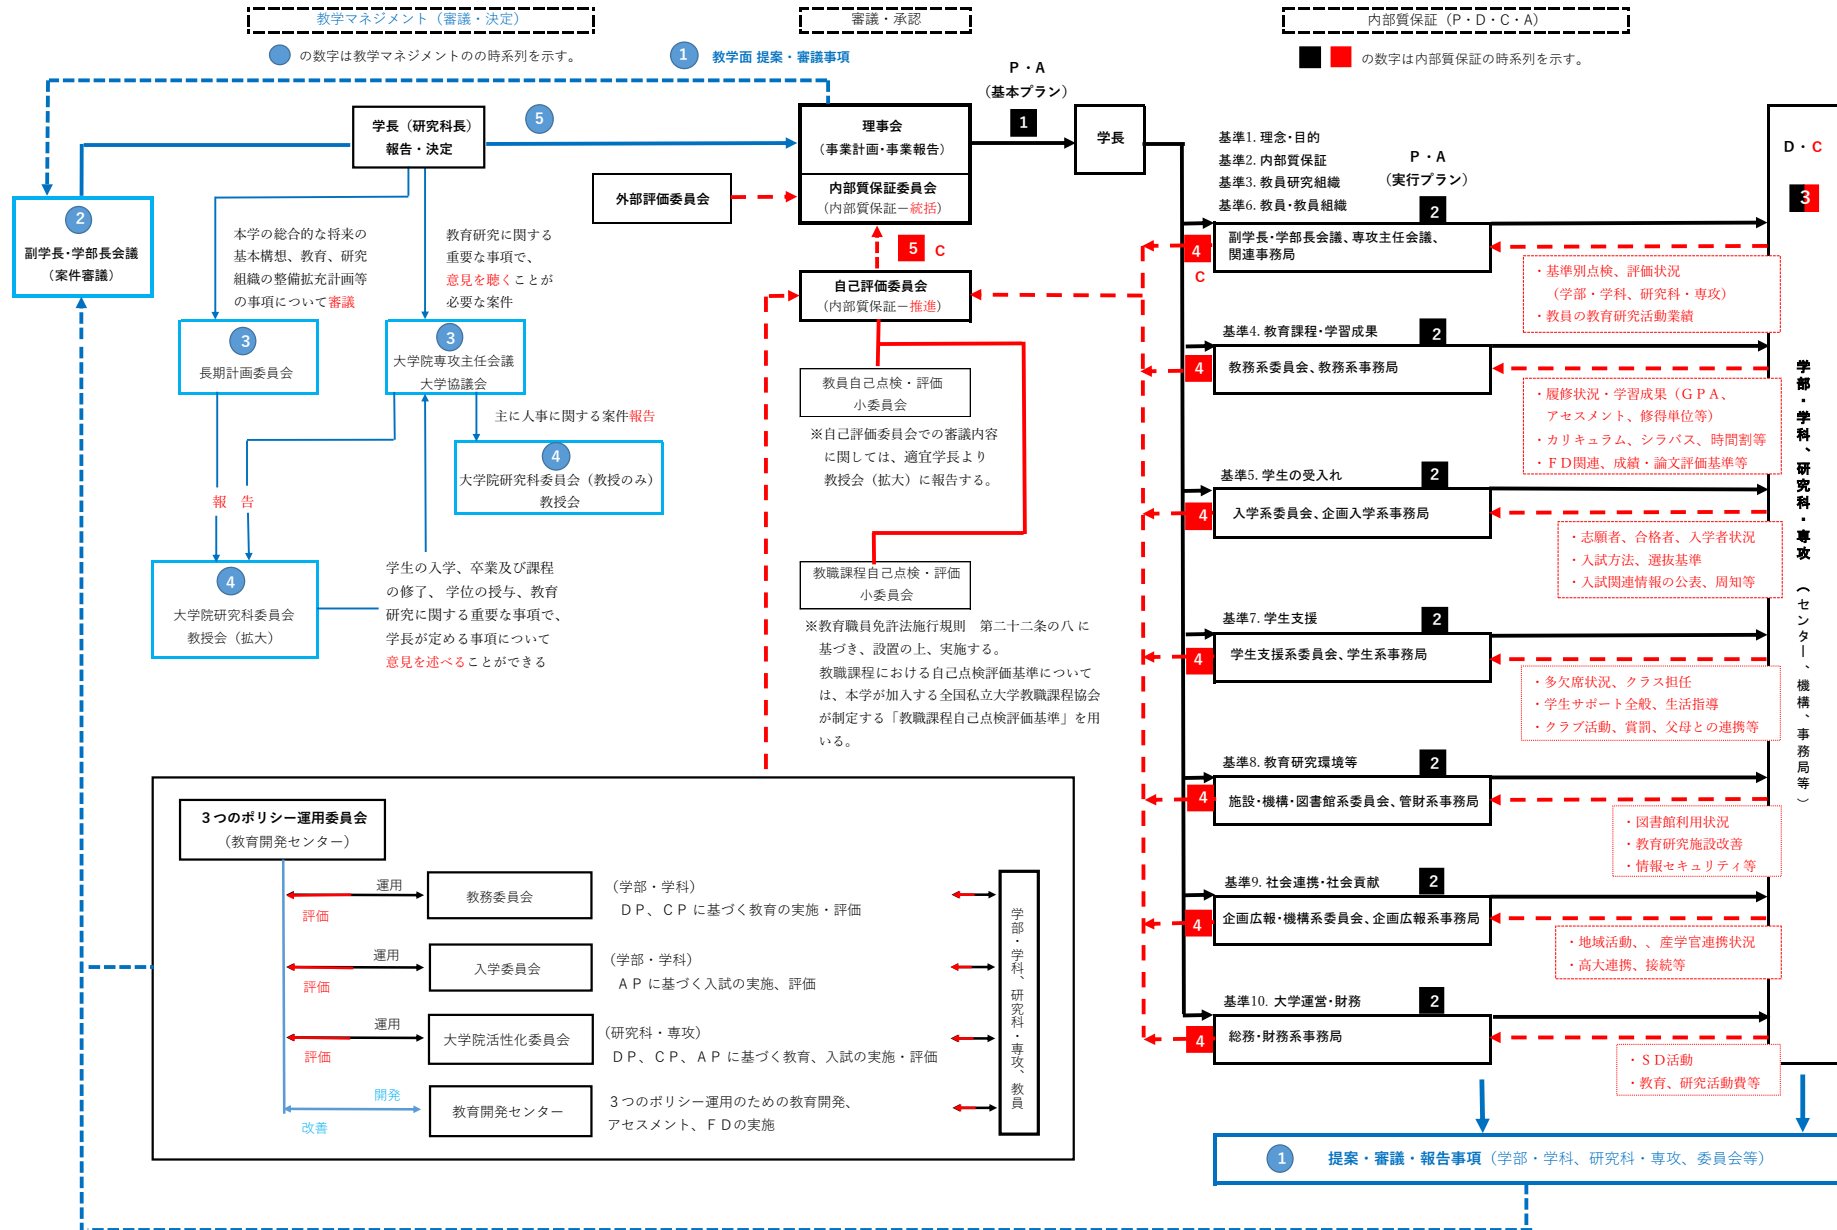 教学マネジメント（審議・決定）
審議・承認
内部質保証（P・D・C・A）
の数字は教学マネジメントのの時系列を示す。
1 教学面 提案・審議事項
の数字は内部質保証の時系列を示す。
P・A
（基本プラン）
1
学長（研究科長）
報告・決定
5
理事会
（事業計画・事業報告）
内部質保証委員会
（内部質保証－統括）
学長
外部評価委員会
5 C
自己評価委員会
（内部質保証－推進）
2
副学長・学部長会議
（案件審議）
本学の総合的な将来の
基本構想、教育、研究
組織の整備拡充計画等
の事項について審議
教育研究に関する
重要な事項で、
意見を聴くことが
必要な案件
3
長期計画委員会
3
大学院専攻主任会議
大学協議会
主に人事に関する案件報告
4
大学院研究科委員会（教授のみ）
教授会
報 告
4
大学院研究科委員会
教授会（拡大）
学生の入学、卒業及び課程
の修了、 学位の授与、教育
研究に関する重要な事項で、
学長が定める事項について
意見を述べることができる
教員自己点検・評価
小委員会
※自己評価委員会での審議内容
に関しては、適宜学長より
教授会（拡大）に報告する。
教職課程自己点検・評価
小委員会
※教育職員免許法施行規則　第二十二条の八 に
基づき、設置の上、実施する。
教職課程における自己点検評価基準について
は、本学が加入する全国私立大学教職課程協会
が制定する「教職課程自己点検評価基準」を用
いる。
基準1. 理念・目的
基準2. 内部質保証
基準3. 教員研究組織
基準6. 教員・教員組織
P・A
（実行プラン）
2
副学長・学部長会議、専攻主任会議、
関連事務局
4
C
・基準別点検、評価状況
（学部・学科、研究科・専攻）
・教員の教育研究活動業績
基準4. 教育課程・学習成果
2
教務系委員会、教務系事務局
4
・履修状況・学習成果（ＧＰＡ、
アセスメント、修得単位等）
・カリキュラム、シラバス、時間割等
・ＦＤ関連、成績・論文評価基準等
基準5. 学生の受入れ
2
入学系委員会、企画入学系事務局
4
・志願者、合格者、入学者状況
・入試方法、選抜基準
・入試関連情報の公表、周知等
基準7. 学生支援
2
学生支援系委員会、学生系事務局
4
・多欠席状況、クラス担任
・学生サポート全般、生活指導
・クラブ活動、賞罰、父母との連携等
基準8. 教育研究環境等
2
施設・機構・図書館系委員会、管財系事務局
4
・図書館利用状況
・教育研究施設改善
・情報セキュリティ等
基準9. 社会連携・社会貢献
2
企画広報・機構系委員会、企画広報系事務局
4
・地域活動、、産学官連携状況
・高大連携、接続等
基準10. 大学運営・財務
2
総務・財務系事務局
4
・ＳＤ活動
・教育、研究活動費等
D・C
3
学部・学科、研究科・専攻（センター、機構、事務局等）
３つのポリシー運用委員会
（教育開発センター）
運用
評価
教務委員会
（学部・学科）
ＤＰ、ＣＰ に基づく教育の実施・評価
運用
評価
入学委員会
（学部・学科）
ＡＰ に基づく入試の実施、評価
運用
評価
大学院活性化委員会
（研究科・専攻）
ＤＰ、ＣＰ、ＡＰ に基づく教育、入試の実施・評価
開発
改善
教育開発センター
３つのポリシー運用のための教育開発、
アセスメント、ＦＤの実施
学部・学科、研究科・専攻、教員
1 提案・審議・報告事項（学部・学科、研究科・専攻、委員会等）